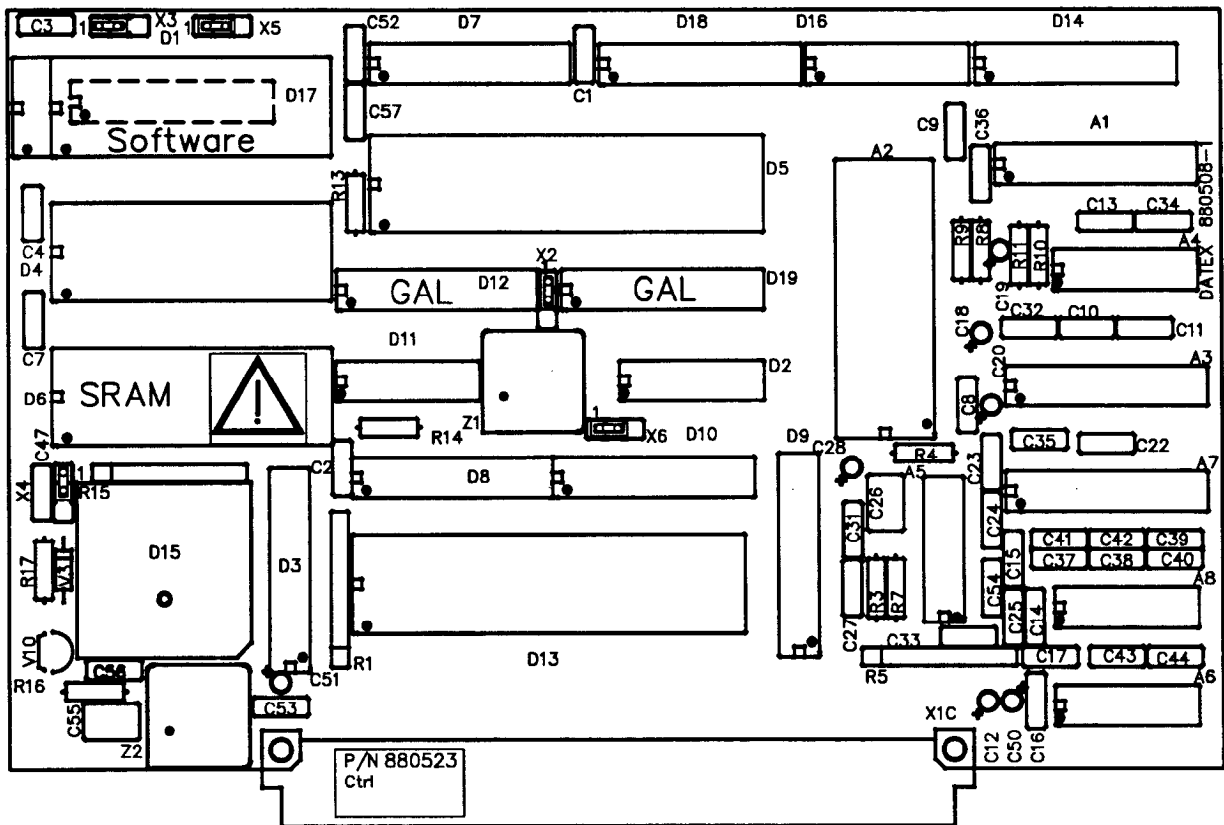 C3
1
X3
D1
1
X5
C52
D7
D18
D16
D14
D17
Software
C57
C1
C9
C36
A1
D5
A2
R13
DATEX 880508-1
C4
D4
C13
C34
R9
R8
R11
R10
A4
X2
1
D12
GAL
GAL
D19
C19
C7
C18
C32
C10
C11
D11
D2
A3
C20
D6
SRAM
!
Z1
C8
R14
1
X6
D10
D9
C47
C28
R4
C35
C22
C23
X4
1
R15
C2
D8
A5
A7
C26
C24
C31
C41
C42
C39
R17
V3
D15
D3
C15
C37
C38
C40
C54
R3
R7
A8
C27
C25
C14
V10
C56
R1
D13
C33
R5
C17
C43
C44
R16
C51
A6
C55
C53
X1C
Z2
C12
C50
C16
P/N 880523
Ctrl